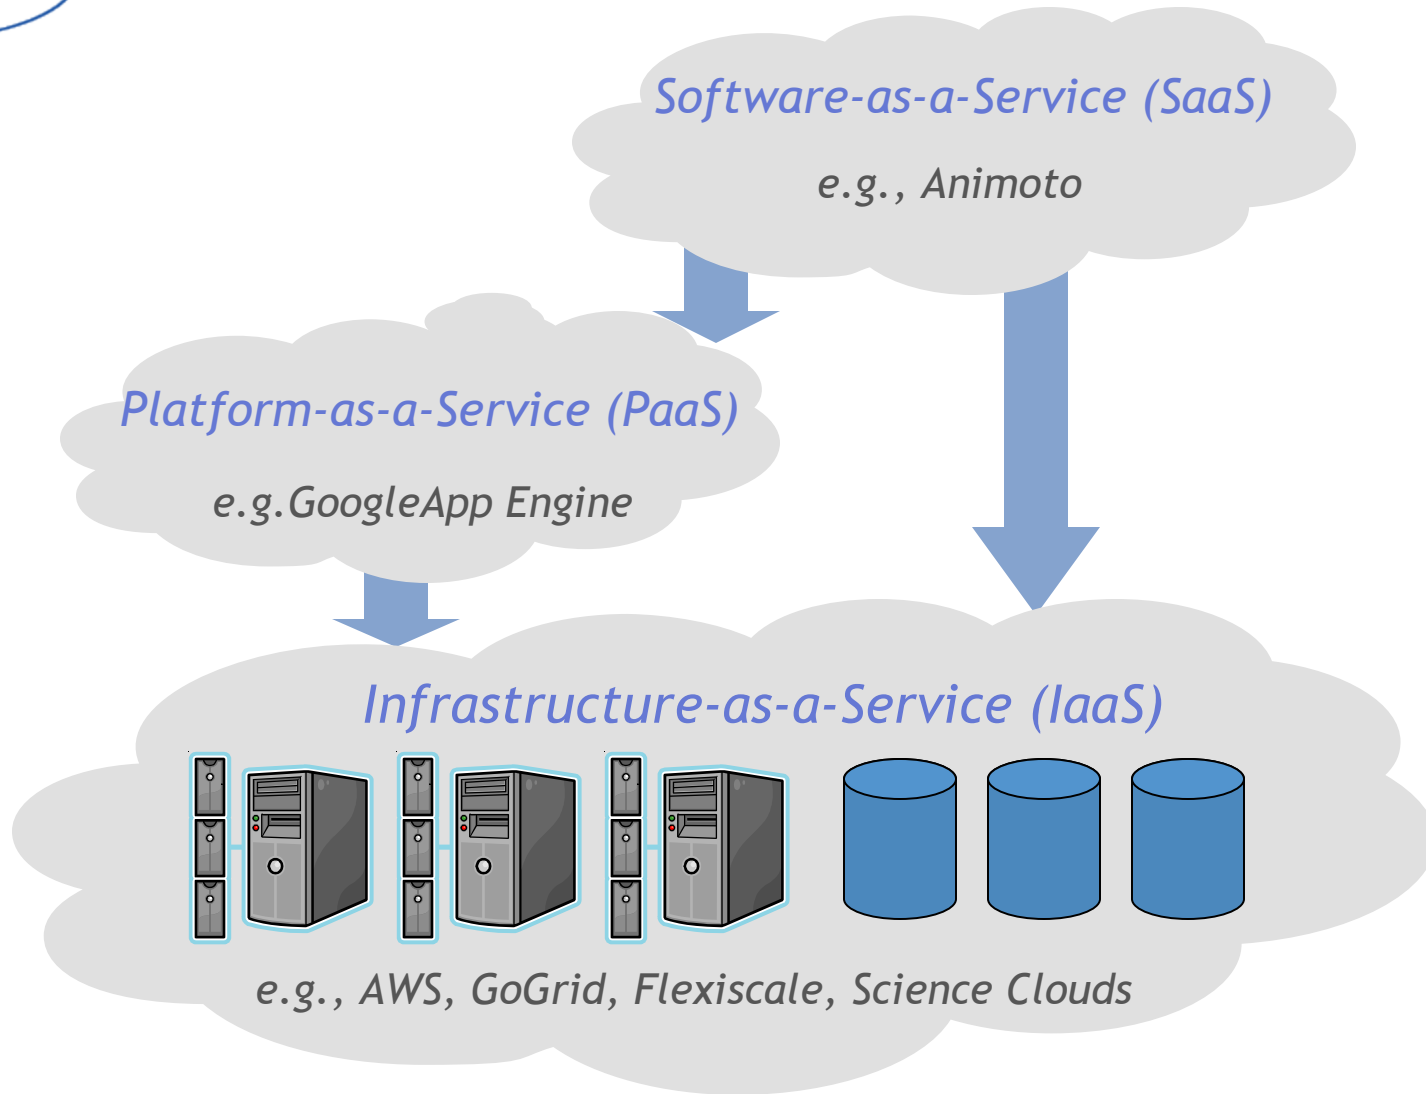 Software-as-a-Service (SaaS)
e.g., Animoto
Platform-as-a-Service (PaaS)
e.g.GoogleApp Engine
Infrastructure-as-a-Service (IaaS)
e.g., AWS, GoGrid, Flexiscale, Science Clouds